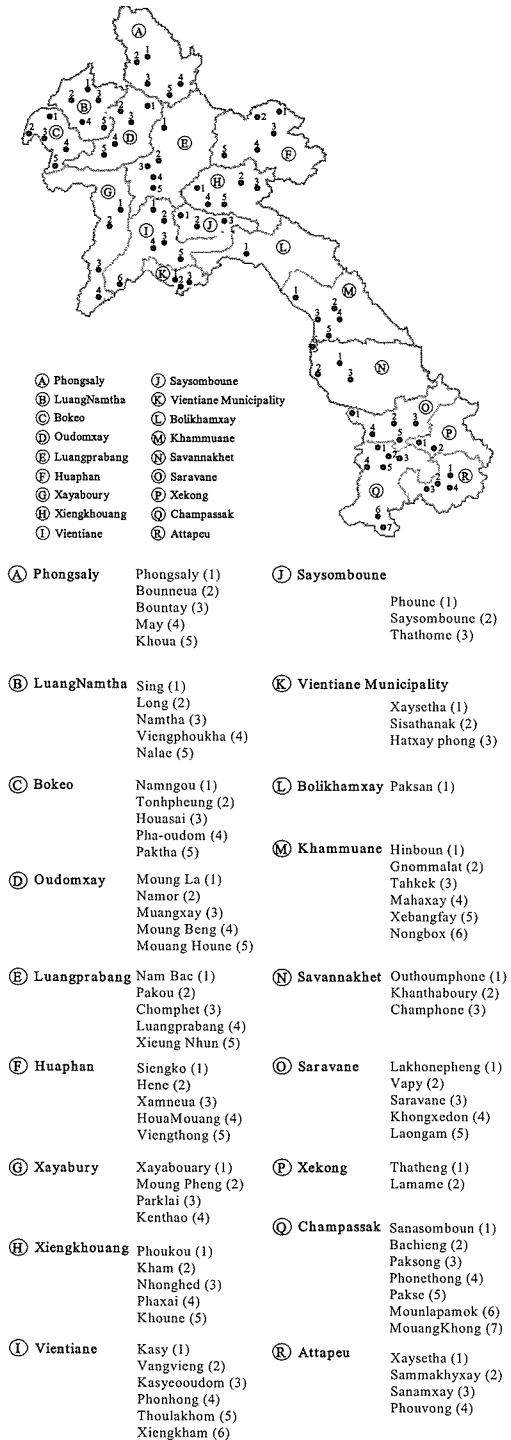 A
B
C
D
E
F
G
H
I
J
K
L
M
N
O
P
Q
R
A Phongsaly
B LuangNamtha
C Bokeo
D Oudomxay
E Luangprabang
F Huaphan
G Xayaboury
H Xiengkhouang
I Vientiane
J Saysomboune
K Vientiane Municipality
L Bolikhamxay
M Khammuane
N Savannakhet
O Saravane
P Xekong
Q Champassak
R Attapeu
A Phongsaly Phongsaly (1)
Bounneua (2)
Bountay (3)
May (4)
Khoua (5)
B LuangNamtha Sing (1)
Long (2)
Namtha (3)
Viengphoukha (4)
Nalae (5)
C Bokeo Namngou (1)
Tonhpheung (2)
Houasai (3)
Pha-oudom (4)
Paktha (5)
D Oudomxay Moung La (1)
Namor (2)
Muangxay (3)
Moung Beng (4)
Mouang Houne (5)
E Luangprabang Nam Bac (1)
Pakou (2)
Chomphet (3)
Luangprabang (4)
Xieung Nhun (5)
F Huaphan Siengko (1)
Hene (2)
Xamneua (3)
HouaMouang (4)
Viengthong (5)
G Xayabury Xayabouary (1)
Moung Pheng (2)
Parklai (3)
Kenthao (4)
H Xiengkhouang Phoukou (1)
Kham (2)
Nhonghed (3)
Phaxai (4)
Khoune (5)
I Vientiane Kasy (1)
Vangvieng (2)
Kasyeooudom (3)
Phonhong (4)
Thoulakhom (5)
Xiengkham (6)
J Saysomboune
Phoune (1)
Saysomboune (2)
Thathome (3)
K Vientiane Municipality
Xaysetha (1)
Sisathanak (2)
Hatxay phong (3)
L Bolikhamxay Paksan (1)
M Khammuane Hinboun (1)
Gnommalat (2)
Tahkek (3)
Mahaxay (4)
Xebangfay (5)
Nongbox (6)
N Savannakhet Outhoumphone (1)
Khanthaboury (2)
Champhone (3)
O Saravane Lakhonepheng (1)
Vapy (2)
Saravane (3)
Khongxedon (4)
Laongam (5)
P Xekong Thatheng (1)
Lamame (2)
Q Champassak Sanasomboun (1)
Bachieng (2)
Paksong (3)
Phonethong (4)
Pakse (5)
Mounlapamok (6)
MouangKhong (7)
R Attapeu Xaysetha (1)
Sammakhyxay (2)
Sanamxay (3)
Phouvong (4)